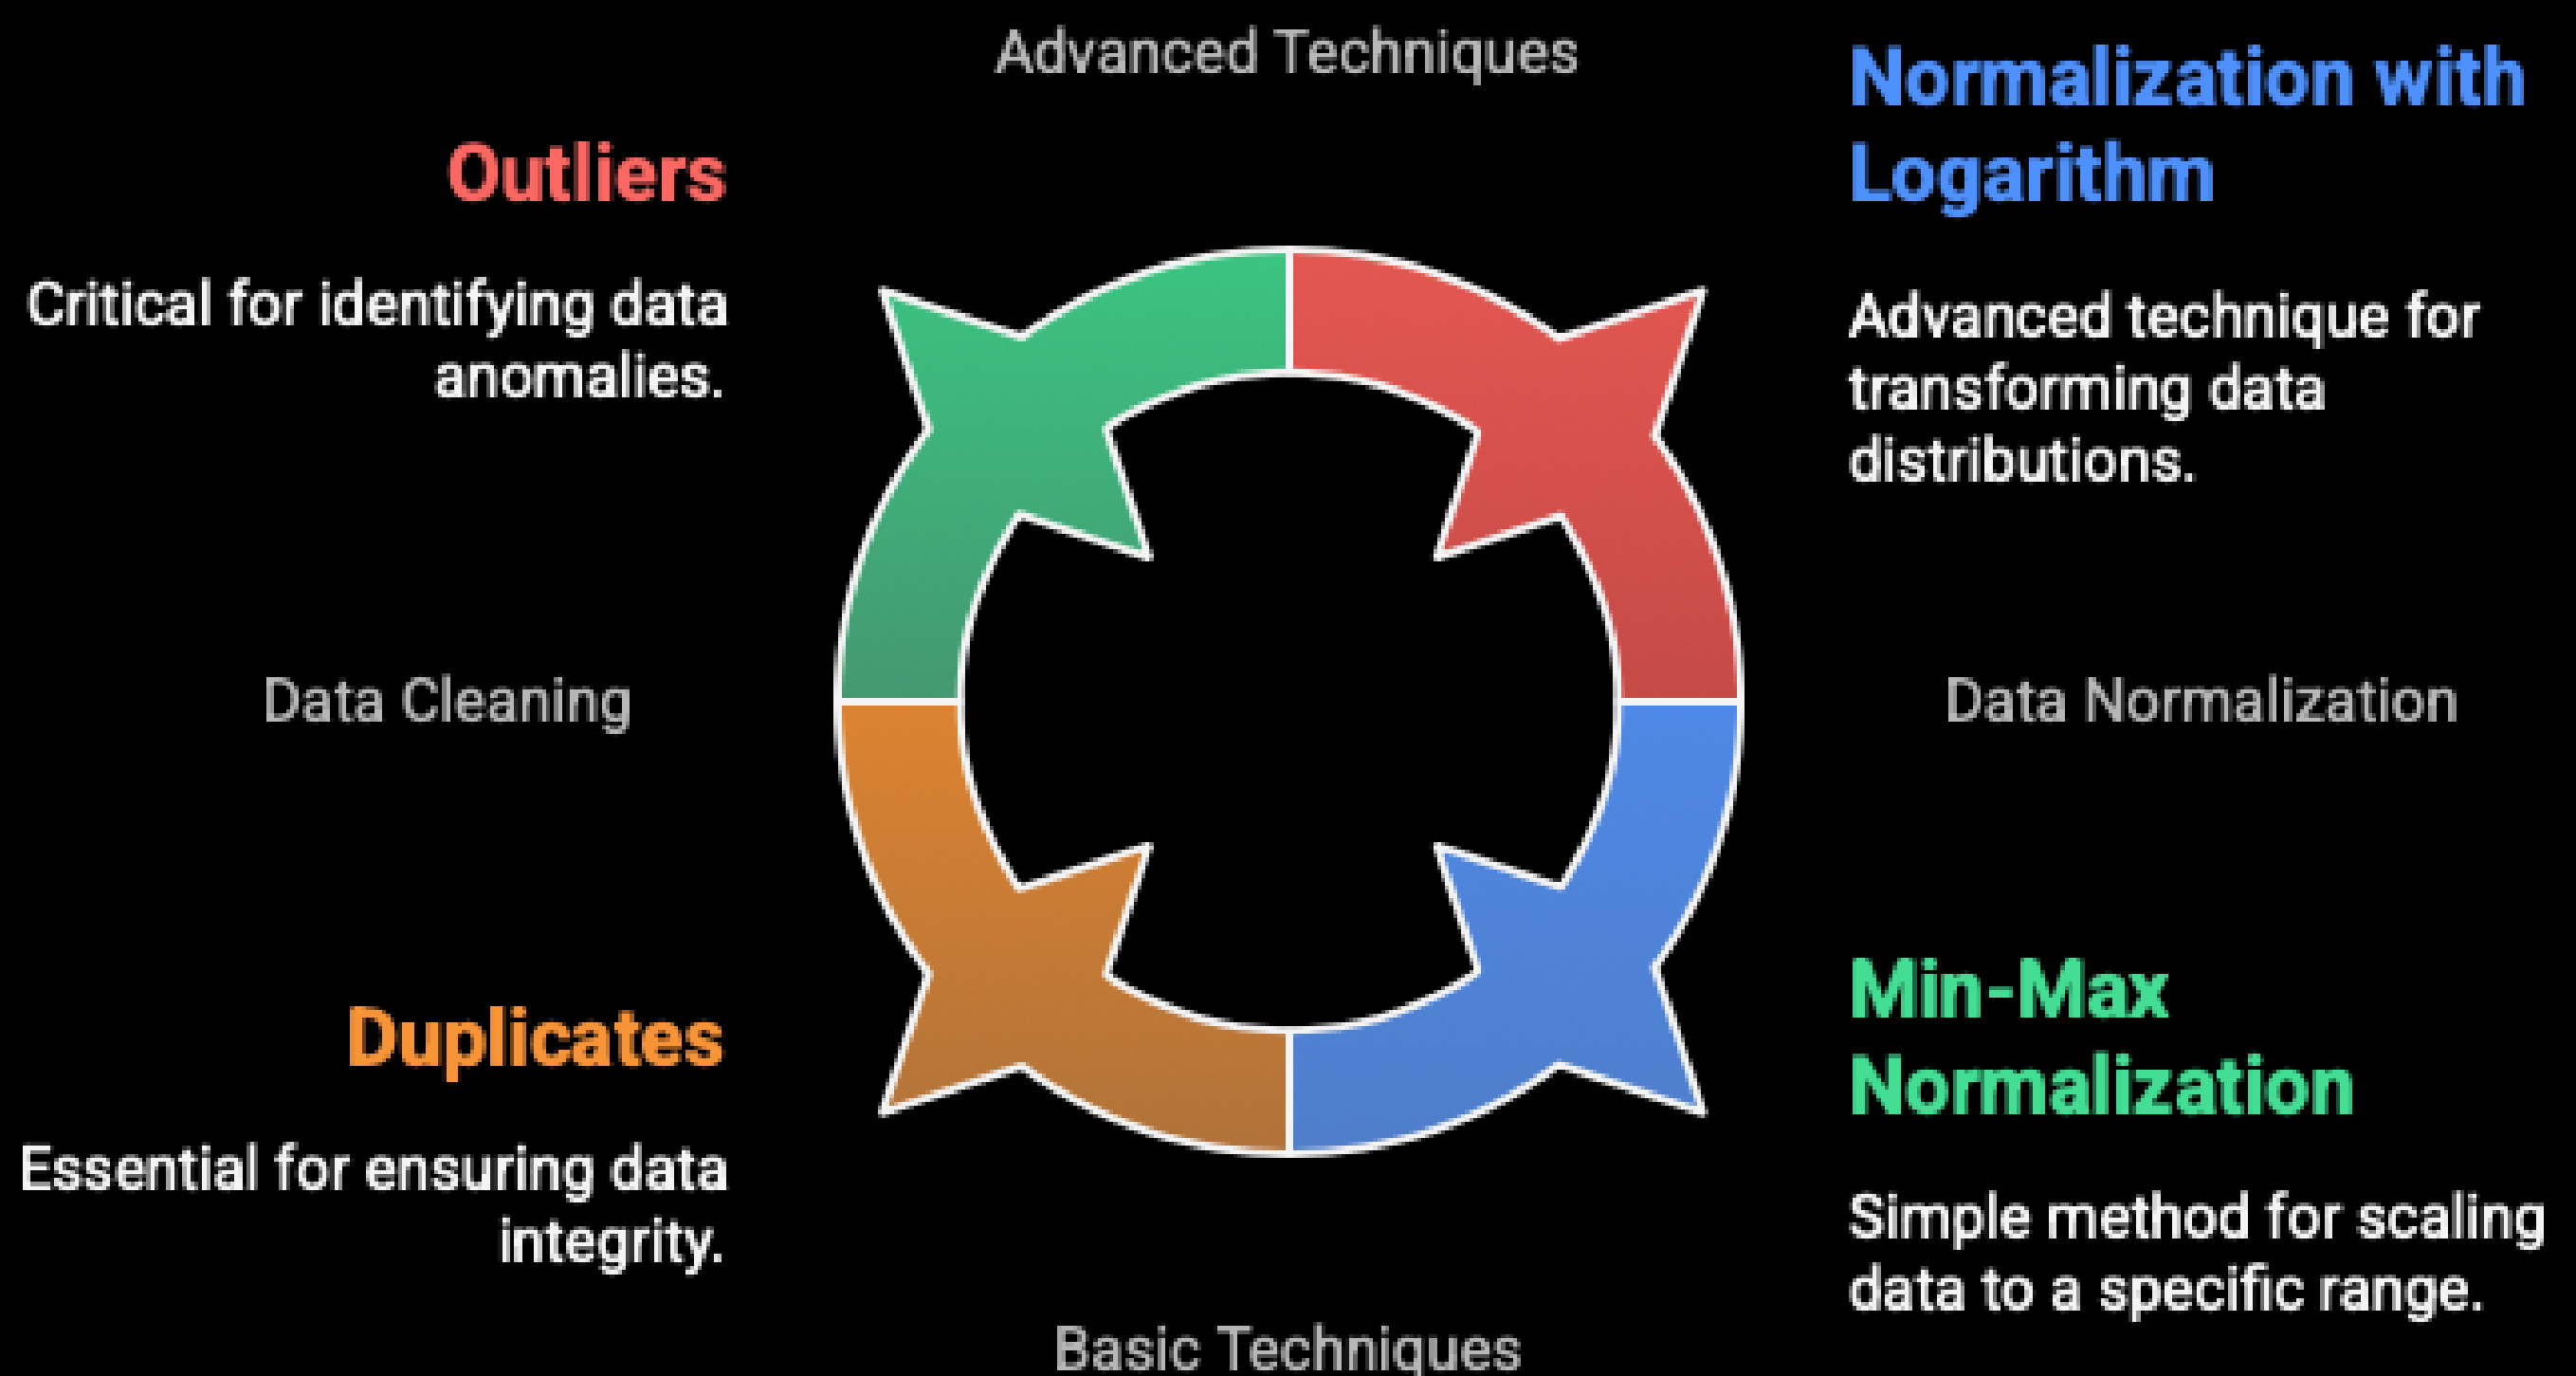 Advanced Techniques
Outliers
Critical for identifying data
anomalies.
Normalization with
Logarithm
Advanced technique for
transforming data
distributions.
Data Cleaning
Data Normalization
Duplicates
Essential for ensuring data
integrity.
Min-Max
Normalization
Simple method for scaling
data to a specific range.
Basic Techniques